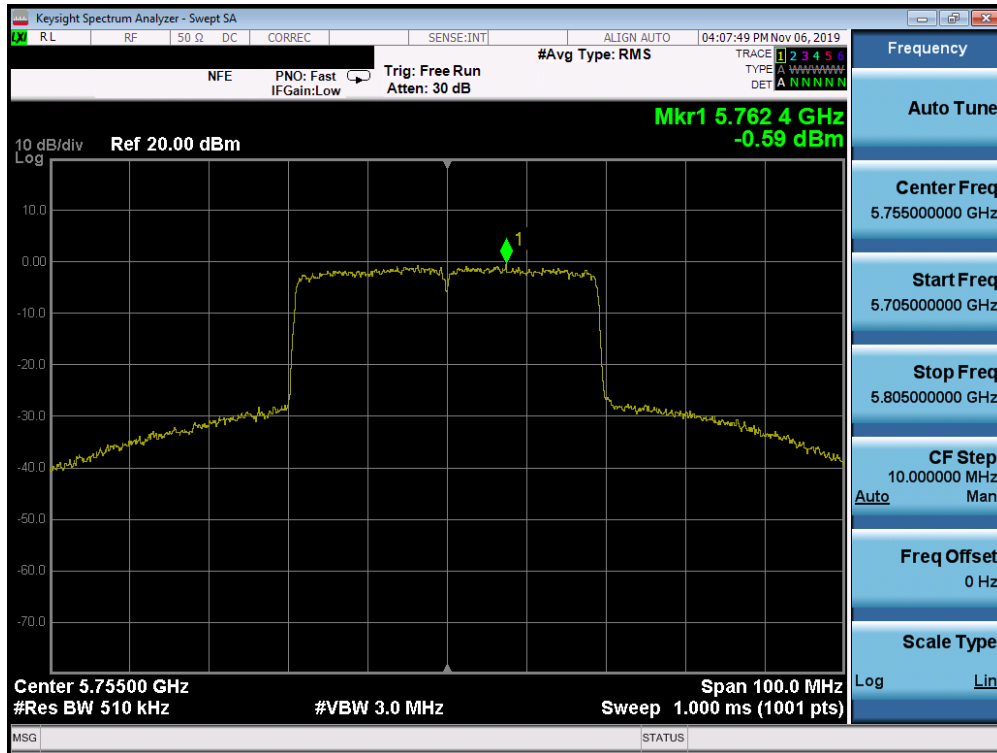 Keysight Spectrum Analyzer - Swept SA
LXI RL RF 50 Ω DC CORREC SENSE:INT ALIGN AUTO 04:07:49 PM Nov 06, 2019
NFE PNO: Fast IFGain:Low Trig: Free Run Atten: 30 dB #Avg Type: RMS
TRACE 1 2 3 4 5 6
TYPE A WWWWW
DET A N N N N N
Mkr1 5.762 4 GHz
-0.59 dBm
10 dB/div Ref 20.00 dBm
Log
1
10.0
0.00
-10.0
-20.0
-30.0
-40.0
-50.0
-60.0
-70.0
Center 5.75500 GHz Span 100.0 MHz
#Res BW 510 kHz #VBW 3.0 MHz Sweep 1.000 ms (1001 pts)
MSG STATUS
Frequency
Auto Tune
Center Freq
5.755000000 GHz
Start Freq
5.705000000 GHz
Stop Freq
5.805000000 GHz
CF Step
10.000000 MHz
Auto Man
Freq Offset
0 Hz
Scale Type
Log Lin